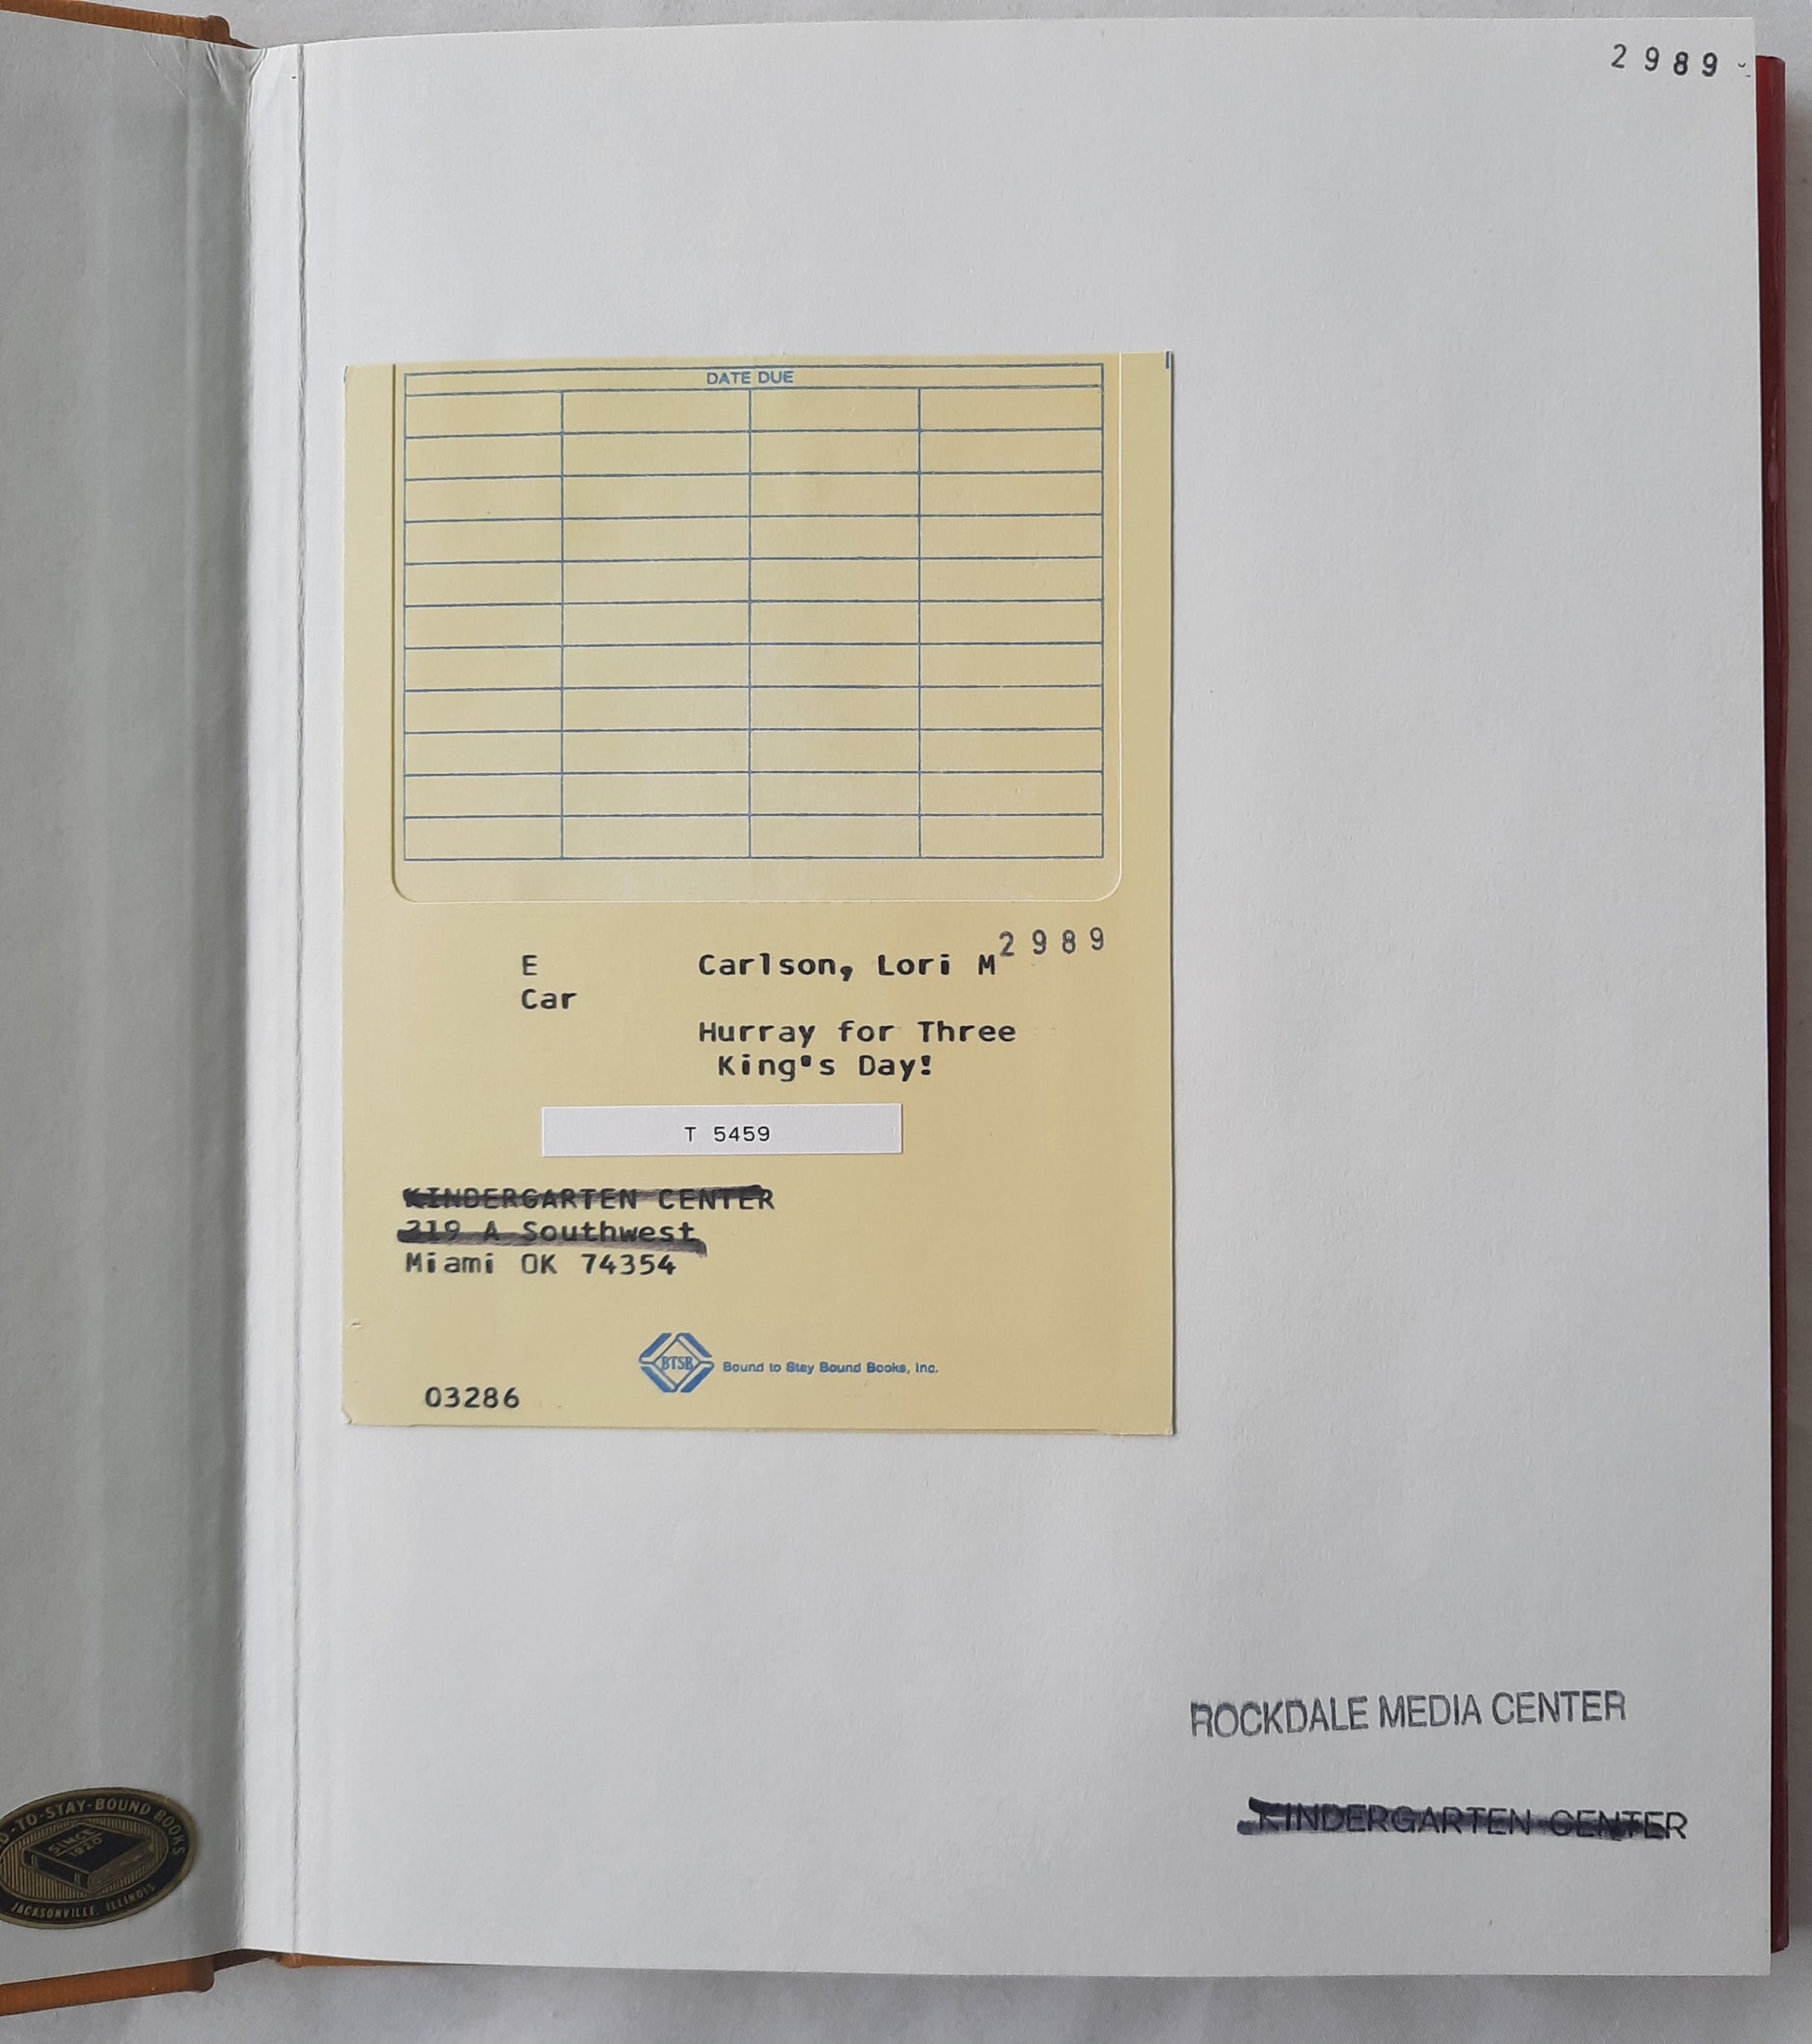 2989
DATE DUE
2989
E Carlson, Lori M
Car
Hurray for Three
King's Day!
T 5459
KINDERGARTEN CENTER
219 A Southwest
Miami OK 74354
BTSB Bound to Stay Bound Books, Inc.
03286
ROCKDALE MEDIA CENTER
KINDERGARTEN CENTER
D-TO-STAY-BOUND BOOKS
SINCE
1920
JACKSONVILLE, ILLINOIS